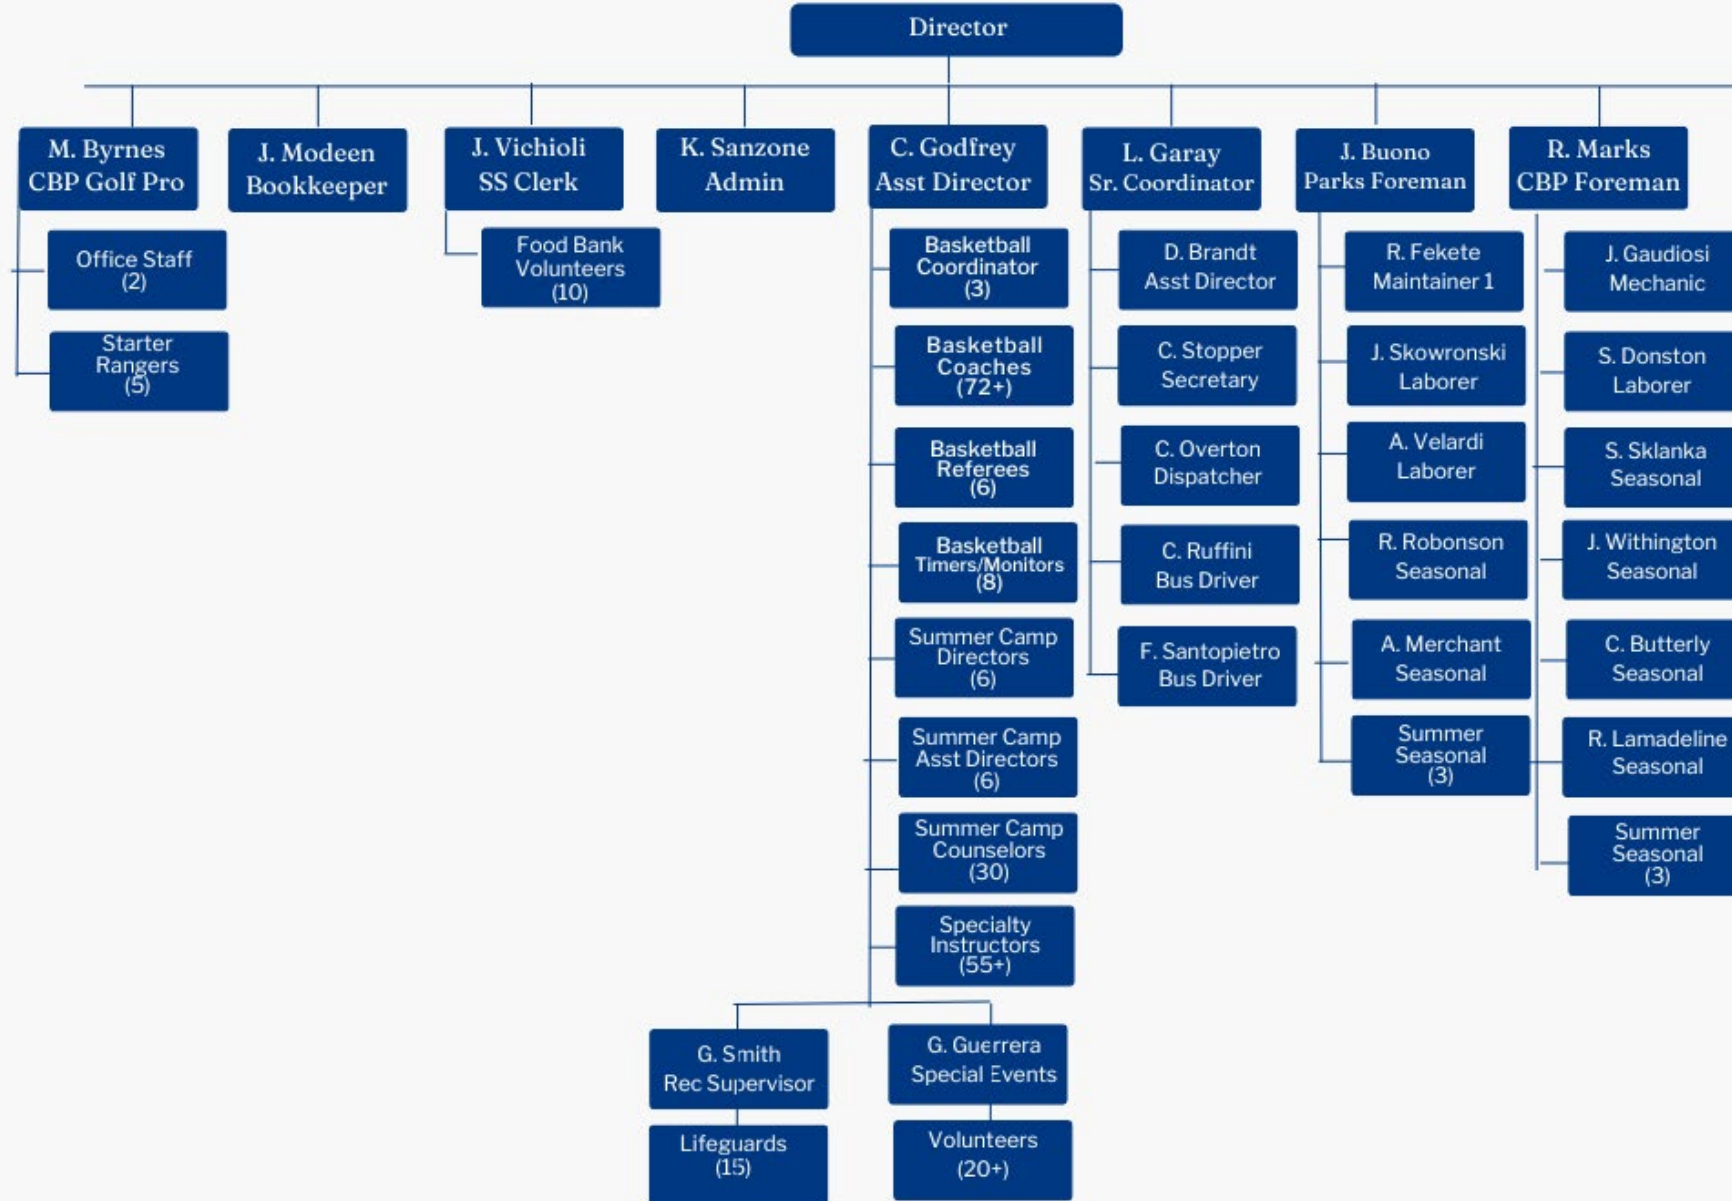 Director
M. Byrnes
CBP Golf Pro
J. Modeen
Bookkeeper
J. Vichioli
SS Clerk
K. Sanzone
Admin
C. Godfrey
Asst Director
L. Garay
Sr. Coordinator
J. Buono
Parks Foreman
R. Marks
CBP Foreman
Office Staff
(2)
Starter
Rangers
(5)
Food Bank
Volunteers
(10)
Basketball
Coordinator
(3)
Basketball
Coaches
(72+)
Basketball
Referees
(6)
Basketball
Timers/Monitors
(8)
Summer Camp
Directors
(6)
Summer Camp
Asst Directors
(6)
Summer Camp
Counselors
(30)
Specialty
Instructors
(55+)
G. Smith
Rec Supervisor
Lifeguards
(15)
G. Guerrera
Special Events
Volunteers
(20+)
D. Brandt
Asst Director
C. Stopper
Secretary
C. Overton
Dispatcher
C. Ruffini
Bus Driver
F. Santopietro
Bus Driver
R. Fekete
Maintainer 1
J. Skowronski
Laborer
A. Velardi
Laborer
R. Robonson
Seasonal
A. Merchant
Seasonal
Summer
Seasonal
(3)
J. Gaudiosi
Mechanic
S. Donston
Laborer
S. Sklanka
Seasonal
J. Withington
Seasonal
C. Butterly
Seasonal
R. Lamadeline
Seasonal
Summer
Seasonal
(3)